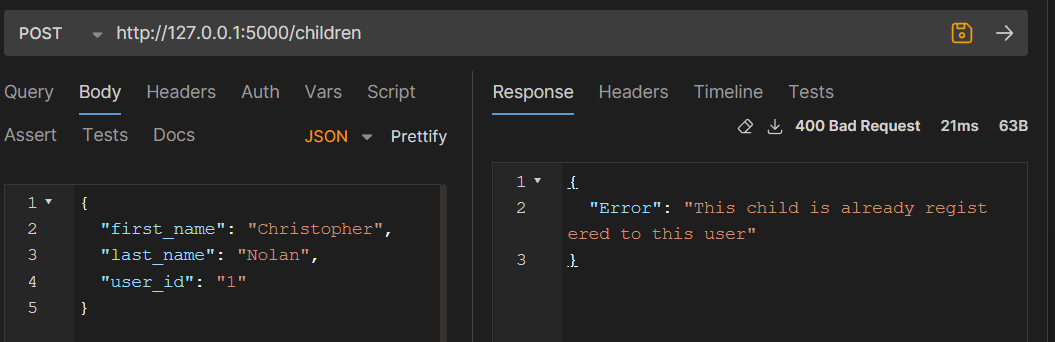 POST http://127.0.0.1:5000/children
Query Body Headers Auth Vars Script
Assert Tests Docs JSON Prettify
1 {
2 "first_name": "Christopher",
3 "last_name": "Nolan",
4 "user_id": "1"
5 }
Response Headers Timeline Tests
400 Bad Request 21ms 63B
1 {
2 "Error": "This child is already regist
ered to this user"
3 }